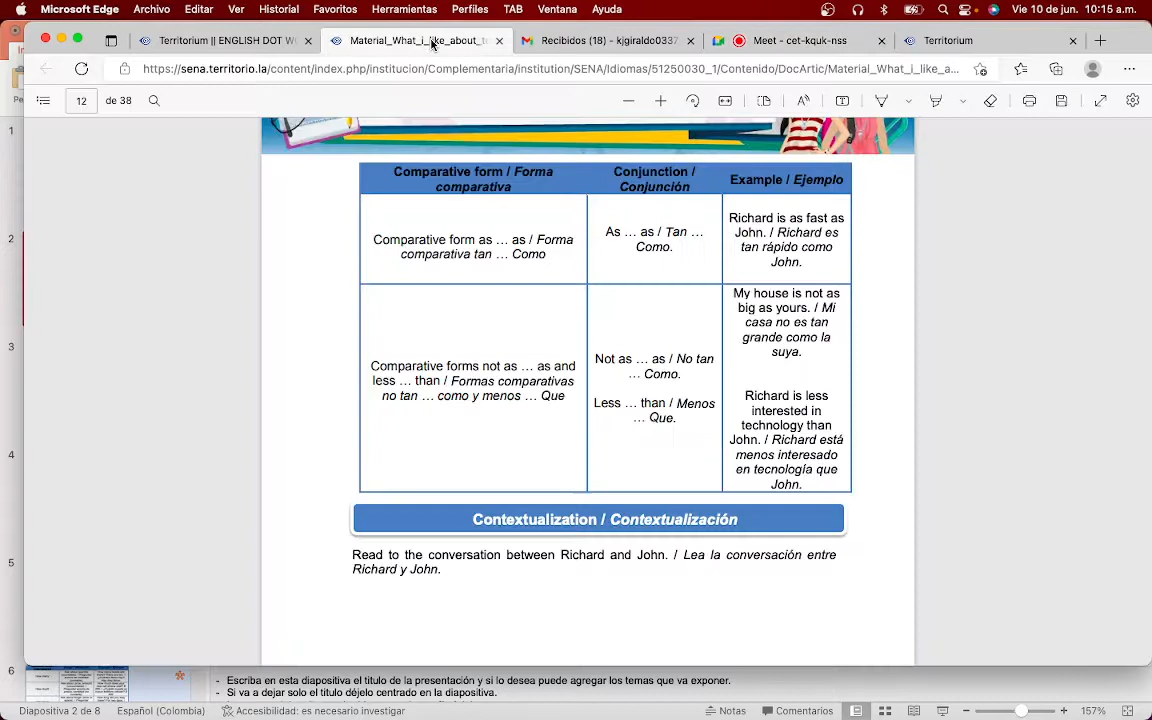 Microsoft Edge Archivo Editar Ver Historial Favoritos Herramientas Perfiles TAB Ventana Ayuda Vie 10 de jun. 10:15 a.m.
Territorium || ENGLISH DOT W
Material_What_i_like_about_te
Recibidos (18) - kjgiraldo0337
Meet - cet-kquk-nss
Territorium
https://sena.territorio.la/content/index.php/institucion/Complementaria/institution/SENA/Idiomas/51250030_1/Contenido/DocArtic/Material_What_i_like_a...
12 de 38
Comparative form / Forma
comparativa
Conjunction /
Conjunción
Example / Ejemplo
Comparative form as … as / Forma
comparativa tan … Como
As … as / Tan …
Como.
Richard is as fast as
John. / Richard es
tan rápido como
John.
Comparative forms not as … as and
less … than / Formas comparativas
no tan … como y menos … Que
Not as … as / No tan
… Como.
Less … than / Menos
… Que.
My house is not as
big as yours. / Mi
casa no es tan
grande como la
suya.
Richard is less
interested in
technology than
John. / Richard está
menos interesado
en tecnología que
John.
Contextualization / Contextualización
Read to the conversation between Richard and John. / Lea la conversación entre
Richard y John.
1
2
3
4
5
6
- Escriba en esta diapositiva el titulo de la presentación y si lo desea puede agregar los temas que va exponer.
- Si va a dejar solo el titulo déjelo centrado en la diapositiva.
Diapositiva 2 de 8 Español (Colombia) Accesibilidad: es necesario investigar Notas Comentarios 157%